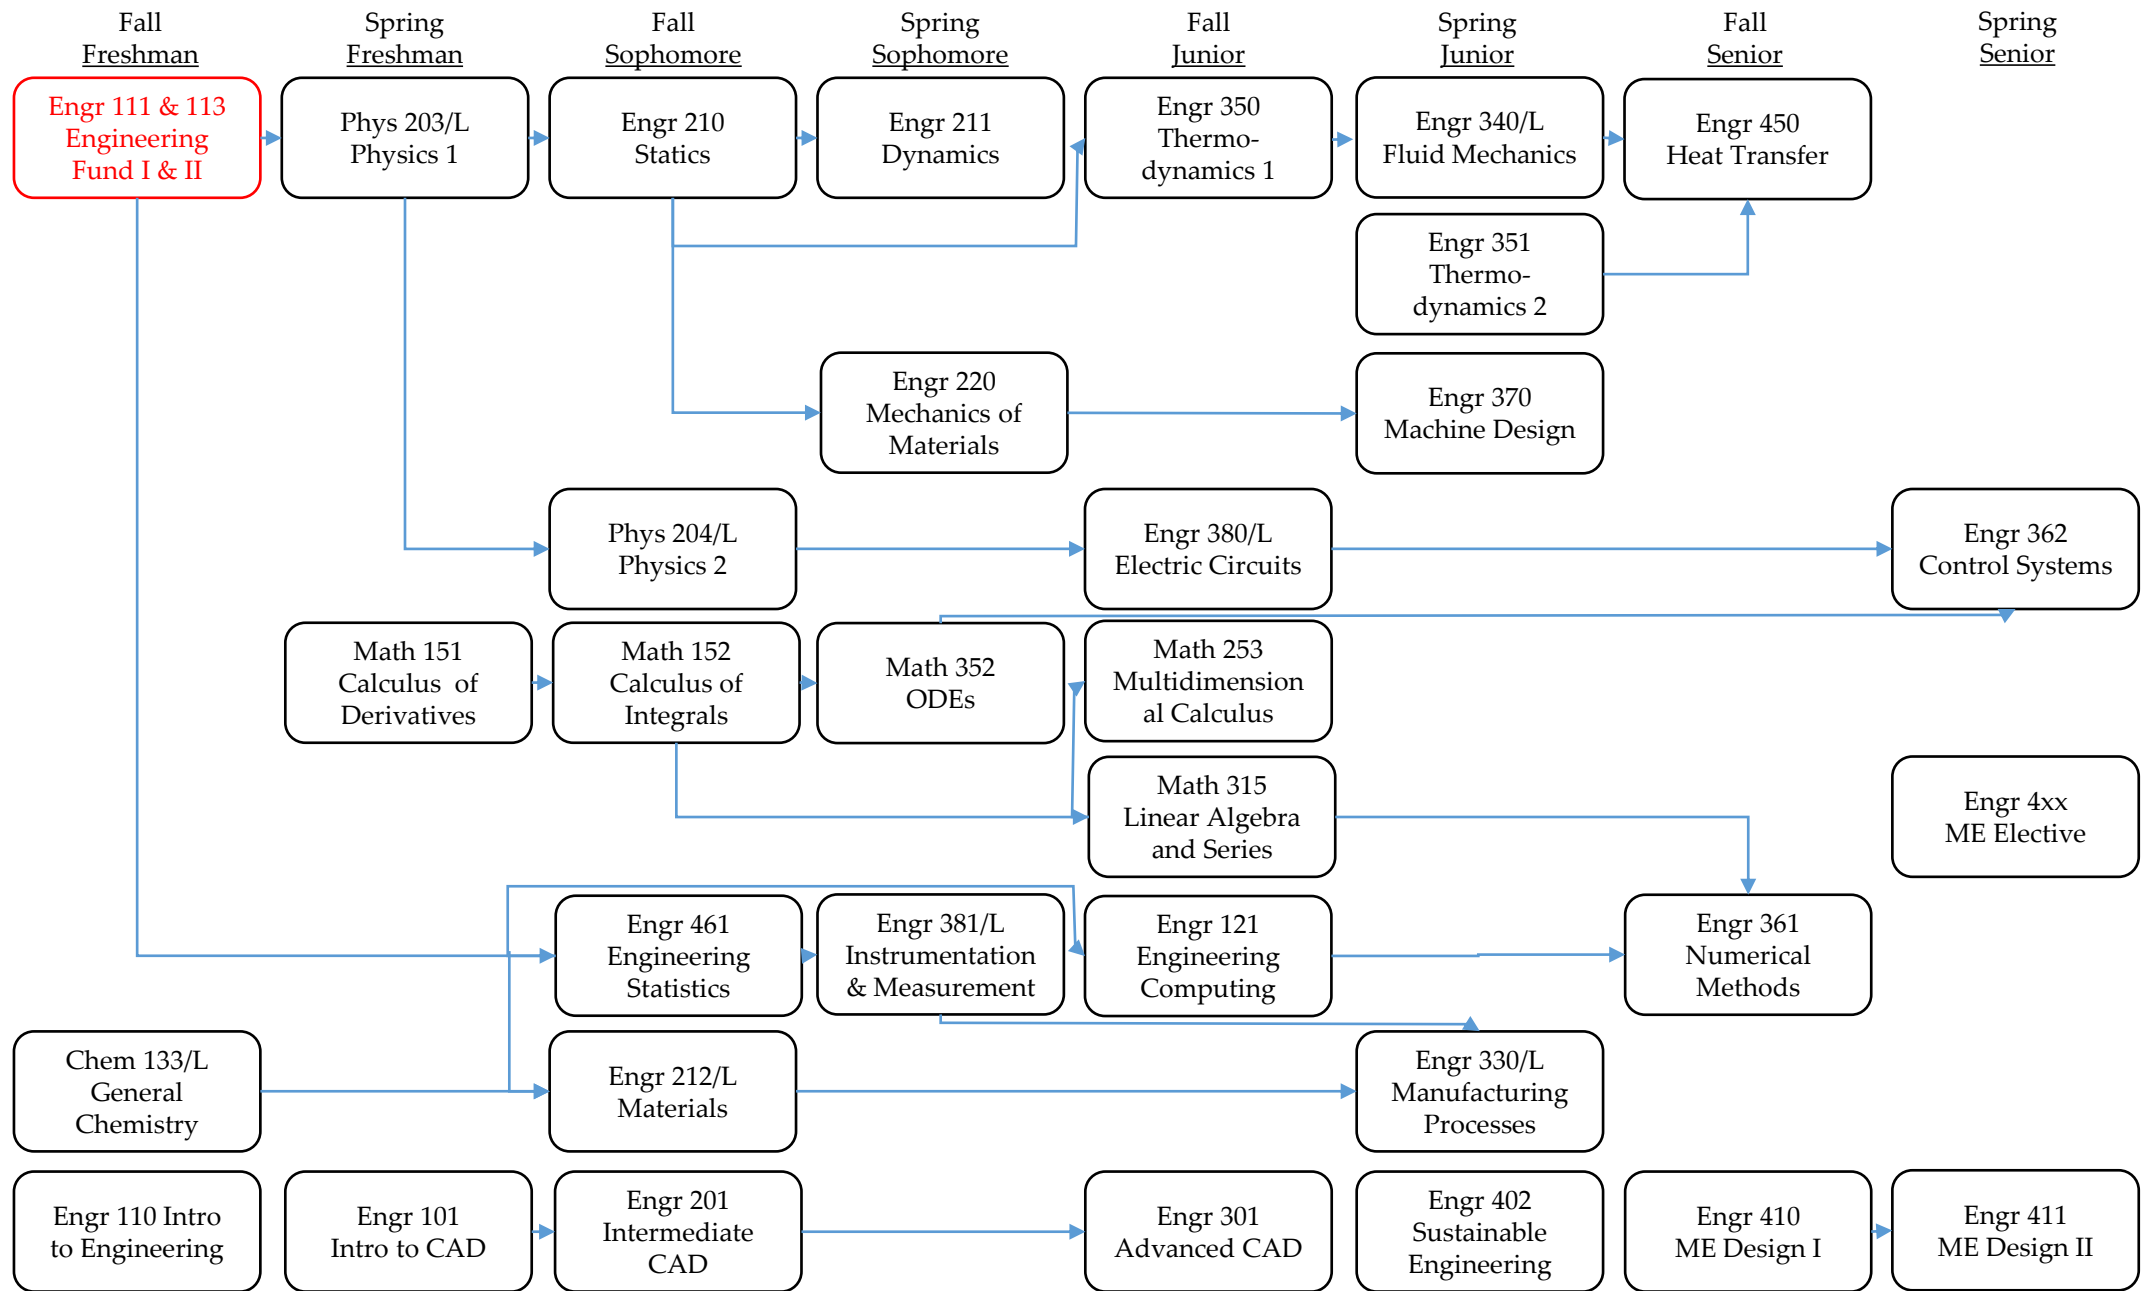 Fall
Freshman
Spring
Freshman
Fall
Sophomore
Spring
Sophomore
Fall
Junior
Spring
Junior
Fall
Senior
Spring
Senior
Engr 111 & 113
Engineering
Fund I & II
Phys 203/L
Physics 1
Engr 210
Statics
Engr 211
Dynamics
Engr 350
Thermo-
dynamics 1
Engr 340/L
Fluid Mechanics
Engr 450
Heat Transfer
Engr 351
Thermo-
dynamics 2
Engr 220
Mechanics of
Materials
Engr 370
Machine Design
Phys 204/L
Physics 2
Engr 380/L
Electric Circuits
Engr 362
Control Systems
Math 151
Calculus of
Derivatives
Math 152
Calculus of
Integrals
Math 352
ODEs
Math 253
Multidimension
al Calculus
Math 315
Linear Algebra
and Series
Engr 4xx
ME Elective
Engr 461
Engineering
Statistics
Engr 381/L
Instrumentation
& Measurement
Engr 121
Engineering
Computing
Engr 361
Numerical
Methods
Chem 133/L
General
Chemistry
Engr 212/L
Materials
Engr 330/L
Manufacturing
Processes
Engr 110 Intro
to Engineering
Engr 101
Intro to CAD
Engr 201
Intermediate
CAD
Engr 301
Advanced CAD
Engr 402
Sustainable
Engineering
Engr 410
ME Design I
Engr 411
ME Design II